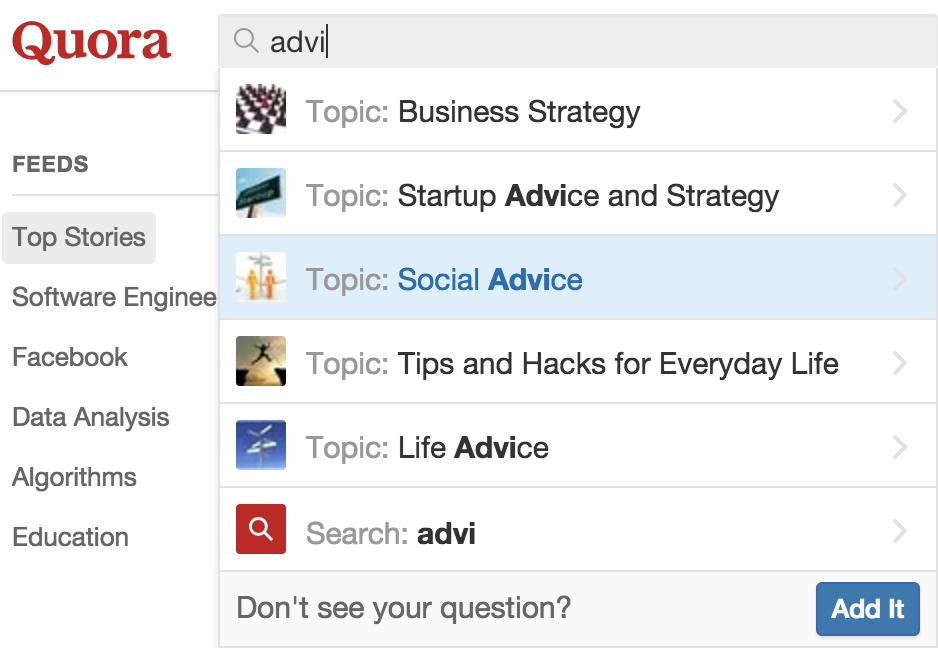 Quora
advi
FEEDS
Top Stories
Software Enginee
Facebook
Data Analysis
Algorithms
Education
Topic: Business Strategy
Topic: Startup Advice and Strategy
Topic: Social Advice
Topic: Tips and Hacks for Everyday Life
Topic: Life Advice
Search: advi
Don't see your question?
Add It